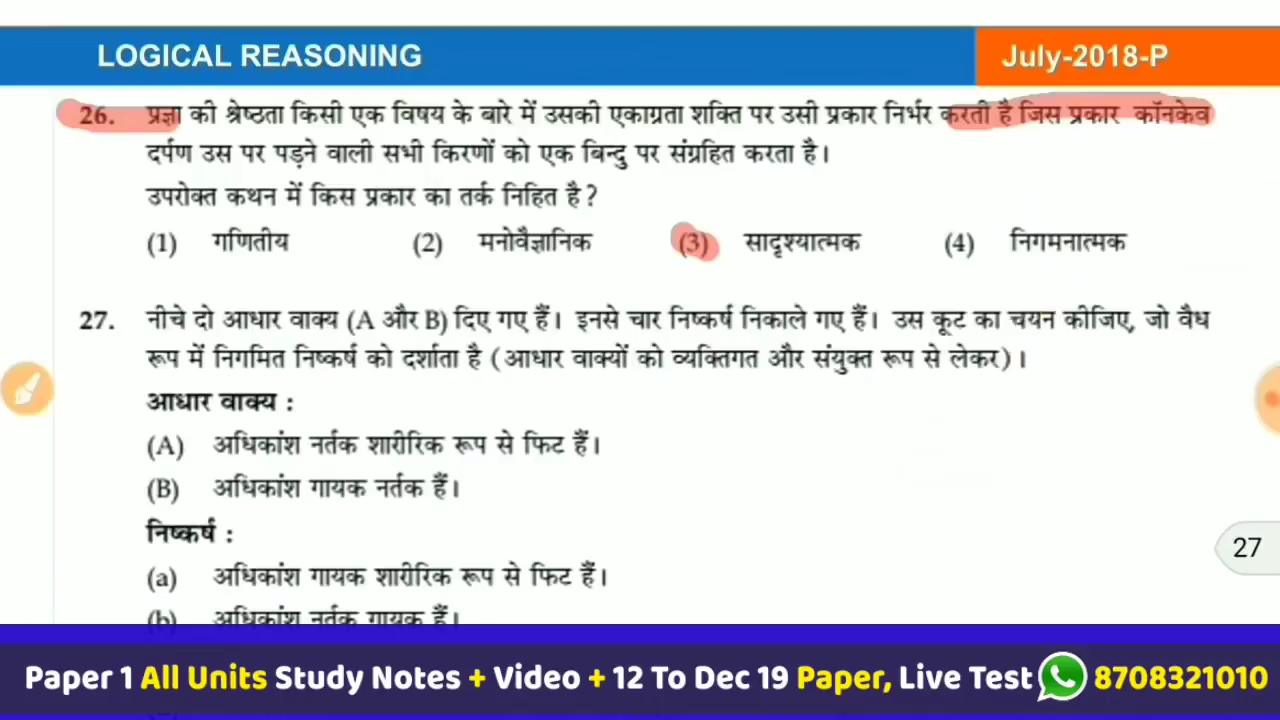 LOGICAL REASONING
July-2018-P
26. प्रज्ञा की श्रेष्ठता किसी एक विषय के बारे में उसकी एकाग्रता शक्ति पर उसी प्रकार निर्भर करती है जिस प्रकार कॉनकेव
दर्पण उस पर पड़ने वाली सभी किरणों को एक बिन्दु पर संग्रहित करता है।
उपरोक्त कथन में किस प्रकार का तर्क निहित है?
(1) गणितीय (2) मनोवैज्ञानिक (3) सादृश्यात्मक (4) निगमनात्मक
27. नीचे दो आधार वाक्य (A और B) दिए गए हैं। इनसे चार निष्कर्ष निकाले गए हैं। उस कूट का चयन कीजिए, जो वैध
रूप में निगमित निष्कर्ष को दर्शाता है (आधार वाक्यों को व्यक्तिगत और संयुक्त रूप से लेकर)।
आधार वाक्य :
(A) अधिकांश नर्तक शारीरिक रूप से फिट हैं।
(B) अधिकांश गायक नर्तक हैं।
निष्कर्ष :
(a) अधिकांश गायक शारीरिक रूप से फिट हैं।
27
(b) अधिकांश नर्तक गायक हैं।
Paper 1 All Units Study Notes + Video + 12 To Dec 19 Paper, Live Test 8708321010